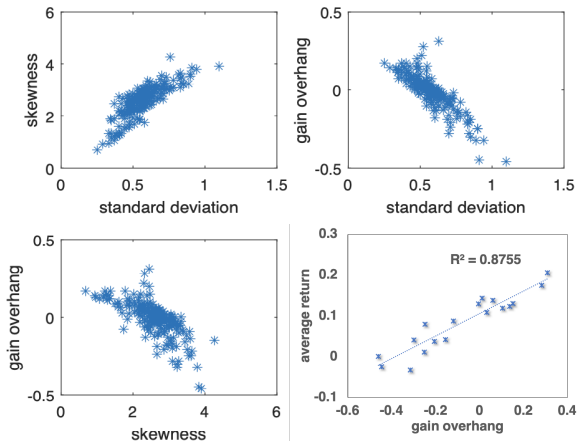 6
4
2
0
skewness
0 0.5 1 1.5
standard deviation
0.5
0
-0.5
gain overhang
0 0.5 1 1.5
standard deviation
0.5
0
-0.5
gain overhang
0 2 4 6
skewness
0.3
0.2
0.1
0
-0.1
average return
R² = 0.8755
-0.6 -0.4 -0.2 0 0.2 0.4
gain overhang